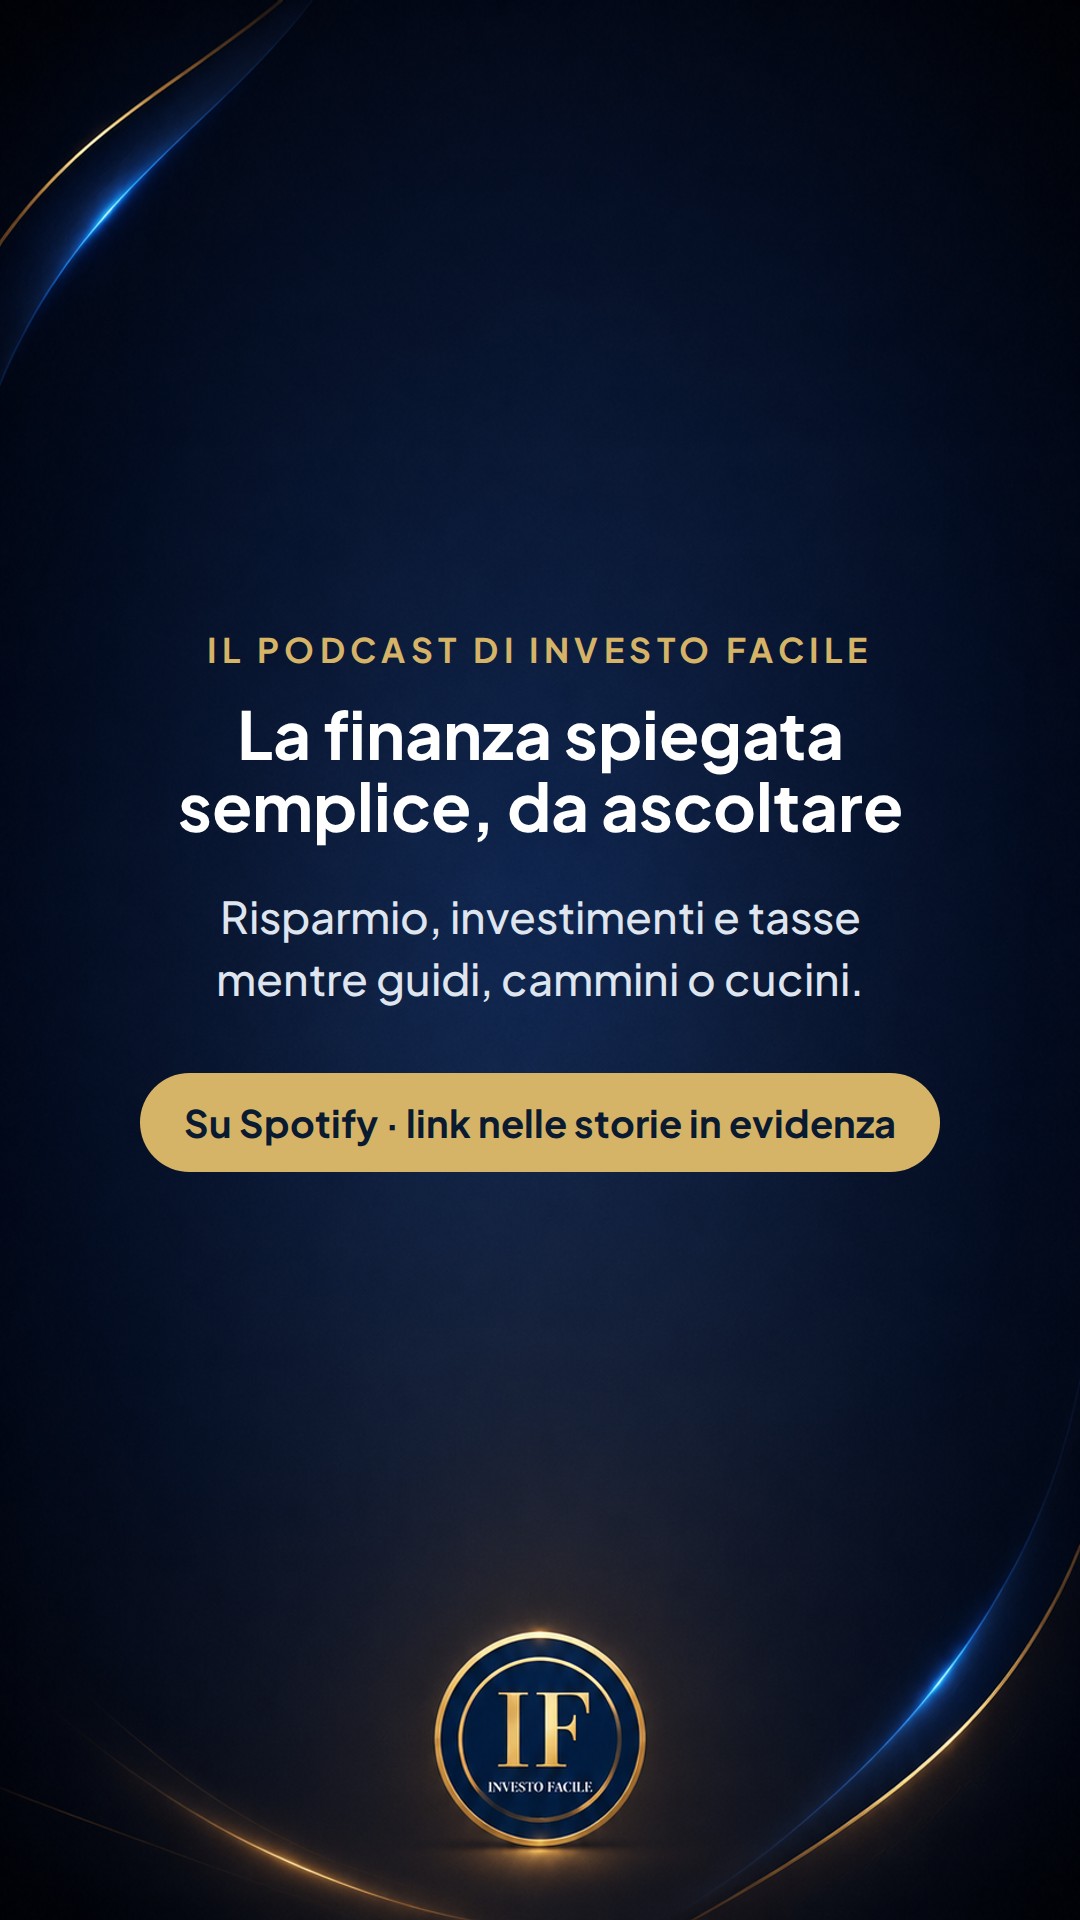 IL PODCAST DI INVESTO FACILE
La finanza spiegata
semplice, da ascoltare
Risparmio, investimenti e tasse
mentre guidi, cammini o cucini.
Su Spotify · link nelle storie in evidenza
IF
INVESTO FACILE